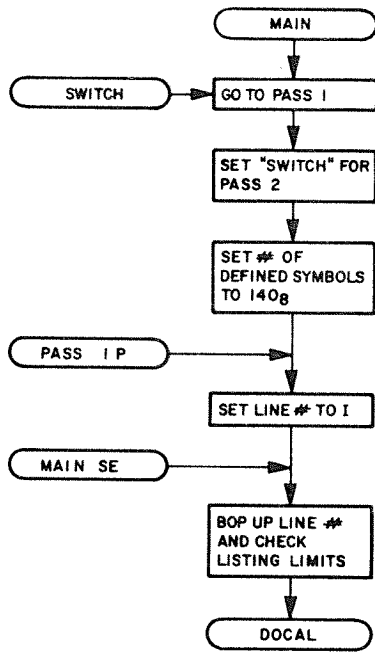 MAIN
SWITCH
GO TO PASS I
SET "SWITCH" FOR
PASS 2
SET # OF
DEFINED SYMBOLS
TO 140₈
PASS I P
SET LINE # TO I
MAIN SE
BOP UP LINE #
AND CHECK
LISTING LIMITS
DOCAL